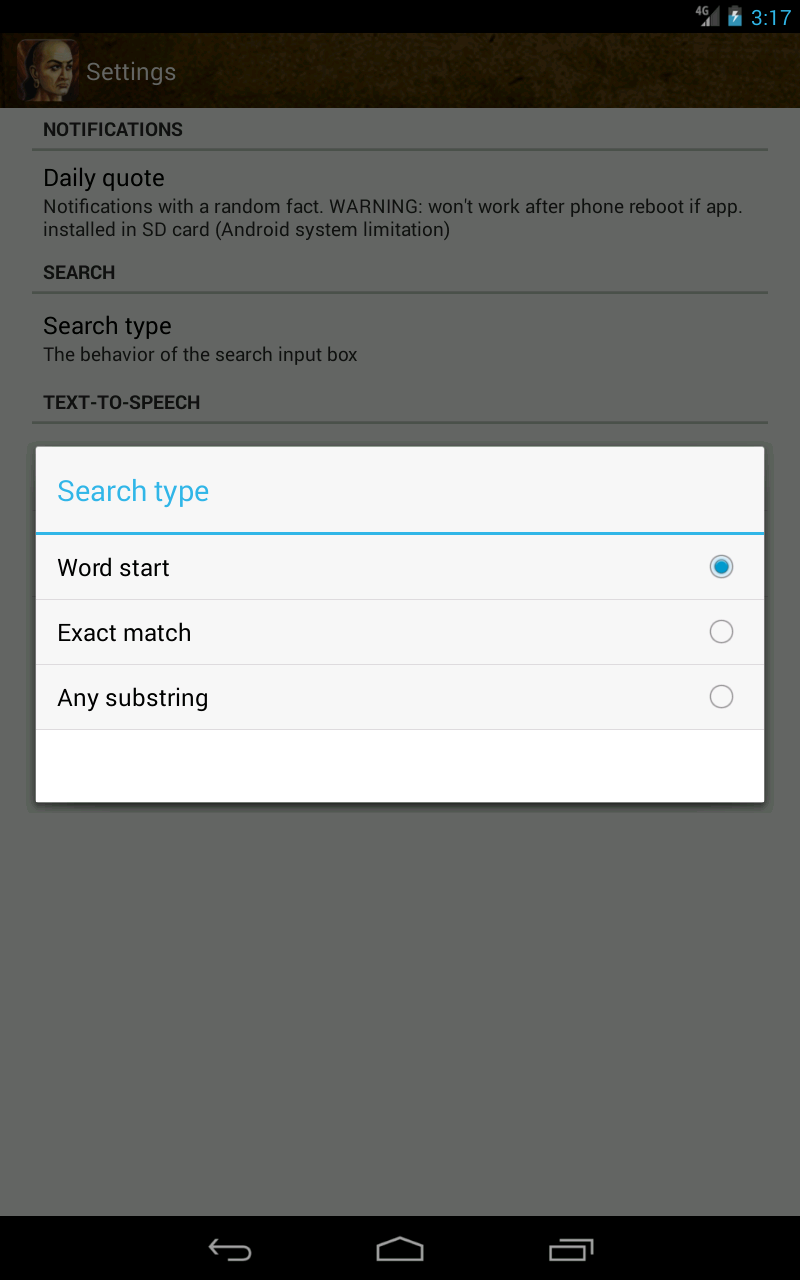 4G 3:17
Settings
NOTIFICATIONS
Daily quote
Notifications with a random fact. WARNING: won't work after phone reboot if app.
installed in SD card (Android system limitation)
SEARCH
Search type
The behavior of the search input box
TEXT-TO-SPEECH
Search type
Word start
Exact match
Any substring